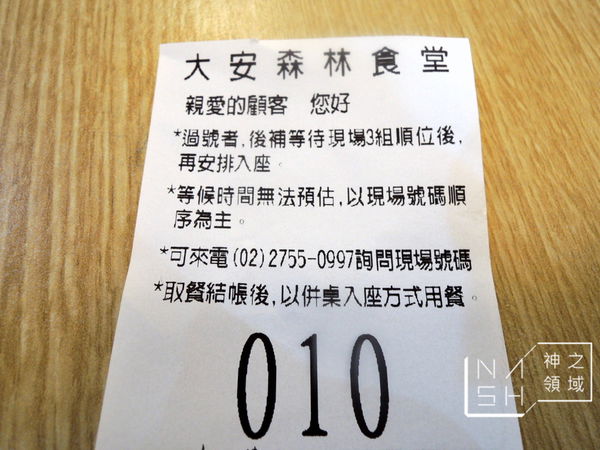 大安森林食堂
親愛的顧客 您好
*過號者,後補等待現場3組順位後,
再安排入座。
*等候時間無法預估,以現場號碼順
序為主。
*可來電(02)2755-0997詢問現場號碼
*取餐結帳後,以併桌入座方式用餐。
010
NISH 神之領域